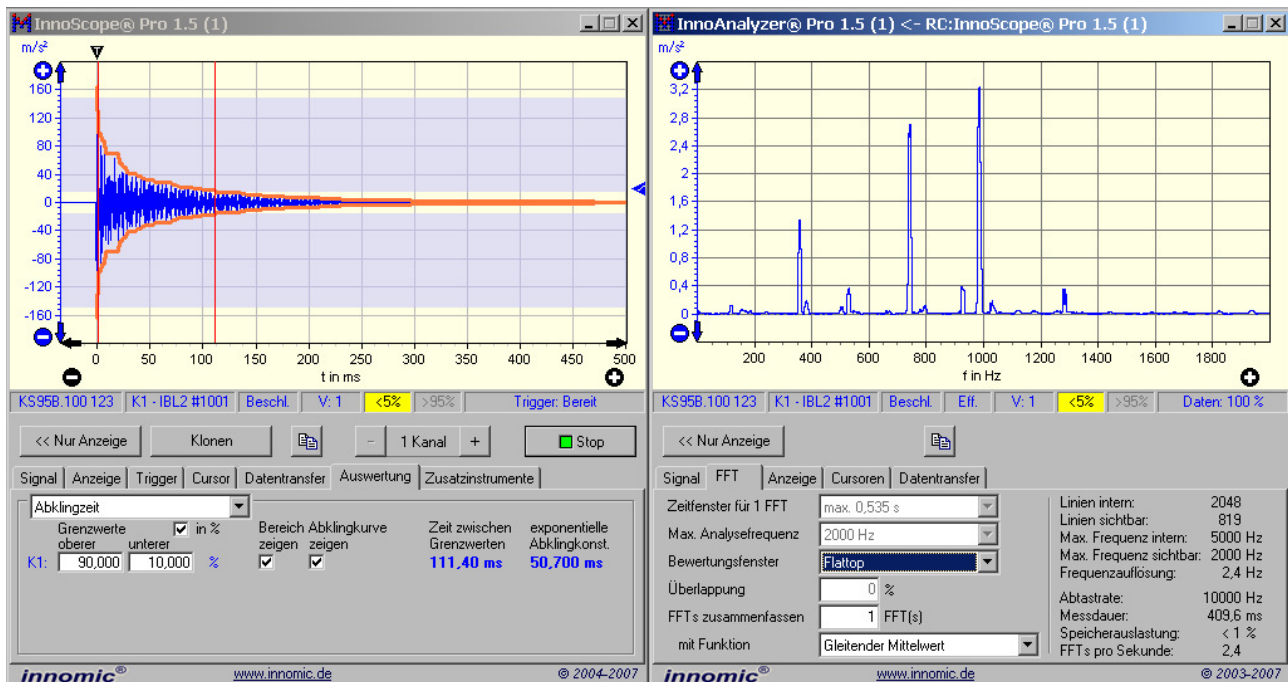 InnoScope® Pro 1.5 (1)
m/s²
160
120
80
40
0
-40
-80
-120
-160
0 50 100 150 200 250 300 350 400 450 500
t in ms
KS95B.100 123 K1 - IBL2 #1001 Beschl. V: 1 <5% >95% Trigger: Bereit
<< Nur Anzeige Klonen - 1 Kanal + Stop
Signal Anzeige Trigger Cursor Datentransfer Auswertung Zusatzinstrumente
Abklingzeit
Grenzwerte in %
oberer unterer
Bereich zeigen
Abklingkurve zeigen
Zeit zwischen Grenzwerten
exponentielle Abklingkonst.
K1: 90,000 10,000 % 111,40 ms 50,700 ms
innomic® www.innomic.de © 2004-2007
InnoAnalyzer® Pro 1.5 (1) <- RC:InnoScope® Pro 1.5 (1)
m/s²
3,2
2,8
2,4
2
1,6
1,2
0,8
0,4
0
200 400 600 800 1000 1200 1400 1600 1800
f in Hz
KS95B.100 123 K1 - IBL2 #1001 Beschl. Eff. V: 1 <5% >95% Daten: 100 %
<< Nur Anzeige
Signal FFT Anzeige Cursoren Datentransfer
Zeitfenster für 1 FFT max. 0,535 s
Max. Analysefrequenz 2000 Hz
Bewertungsfenster Flattop
Überlappung 0 %
FFTs zusammenfassen 1 FFT(s)
mit Funktion Gleitender Mittelwert
Linien intern: 2048
Linien sichtbar: 819
Max. Frequenz intern: 5000 Hz
Max. Frequenz sichtbar: 2000 Hz
Frequenzauflösung: 2,4 Hz
Abtastrate: 10000 Hz
Messdauer: 409,6 ms
Speicherauslastung: < 1 %
FFTs pro Sekunde: 2,4
innomic® www.innomic.de © 2003-2007